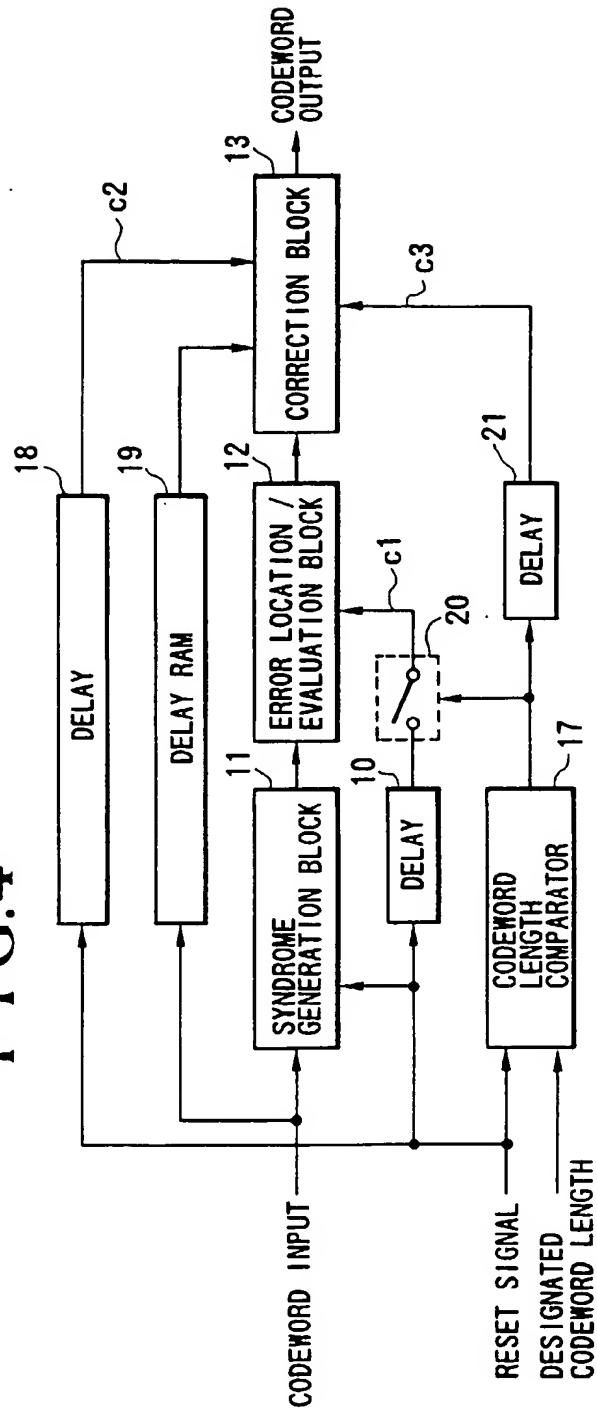 FIG.4
18
DELAY
c2
19
DELAY RAM
11
SYNDROME
GENERATION BLOCK
12
ERROR LOCATION /
EVALUATION BLOCK
13
CORRECTION BLOCK
CODEWORD
OUTPUT
CODEWORD INPUT
10
DELAY
20
c1
c3
21
DELAY
17
CODEWORD
LENGTH
COMPARATOR
RESET SIGNAL
DESIGNATED
CODEWORD LENGTH